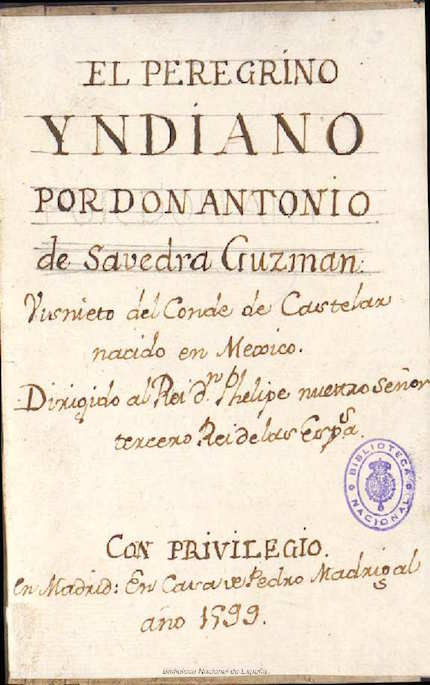 EL PEREGRINO
YNDIANO
POR DON ANTONIO
de Savedra Guzman.
Visnieto del Conde de Castelar
nacido en Mexico.
Dirigido al Rei dn. Phelipe nuestro Señor
tercero Rei de las Espsa.
BIBLIOTECA NACIONAL
CON PRIVILEGIO.
En Madrid: En Casa de Pedro Madrigal
año 1599.
Biblioteca Nacional de España